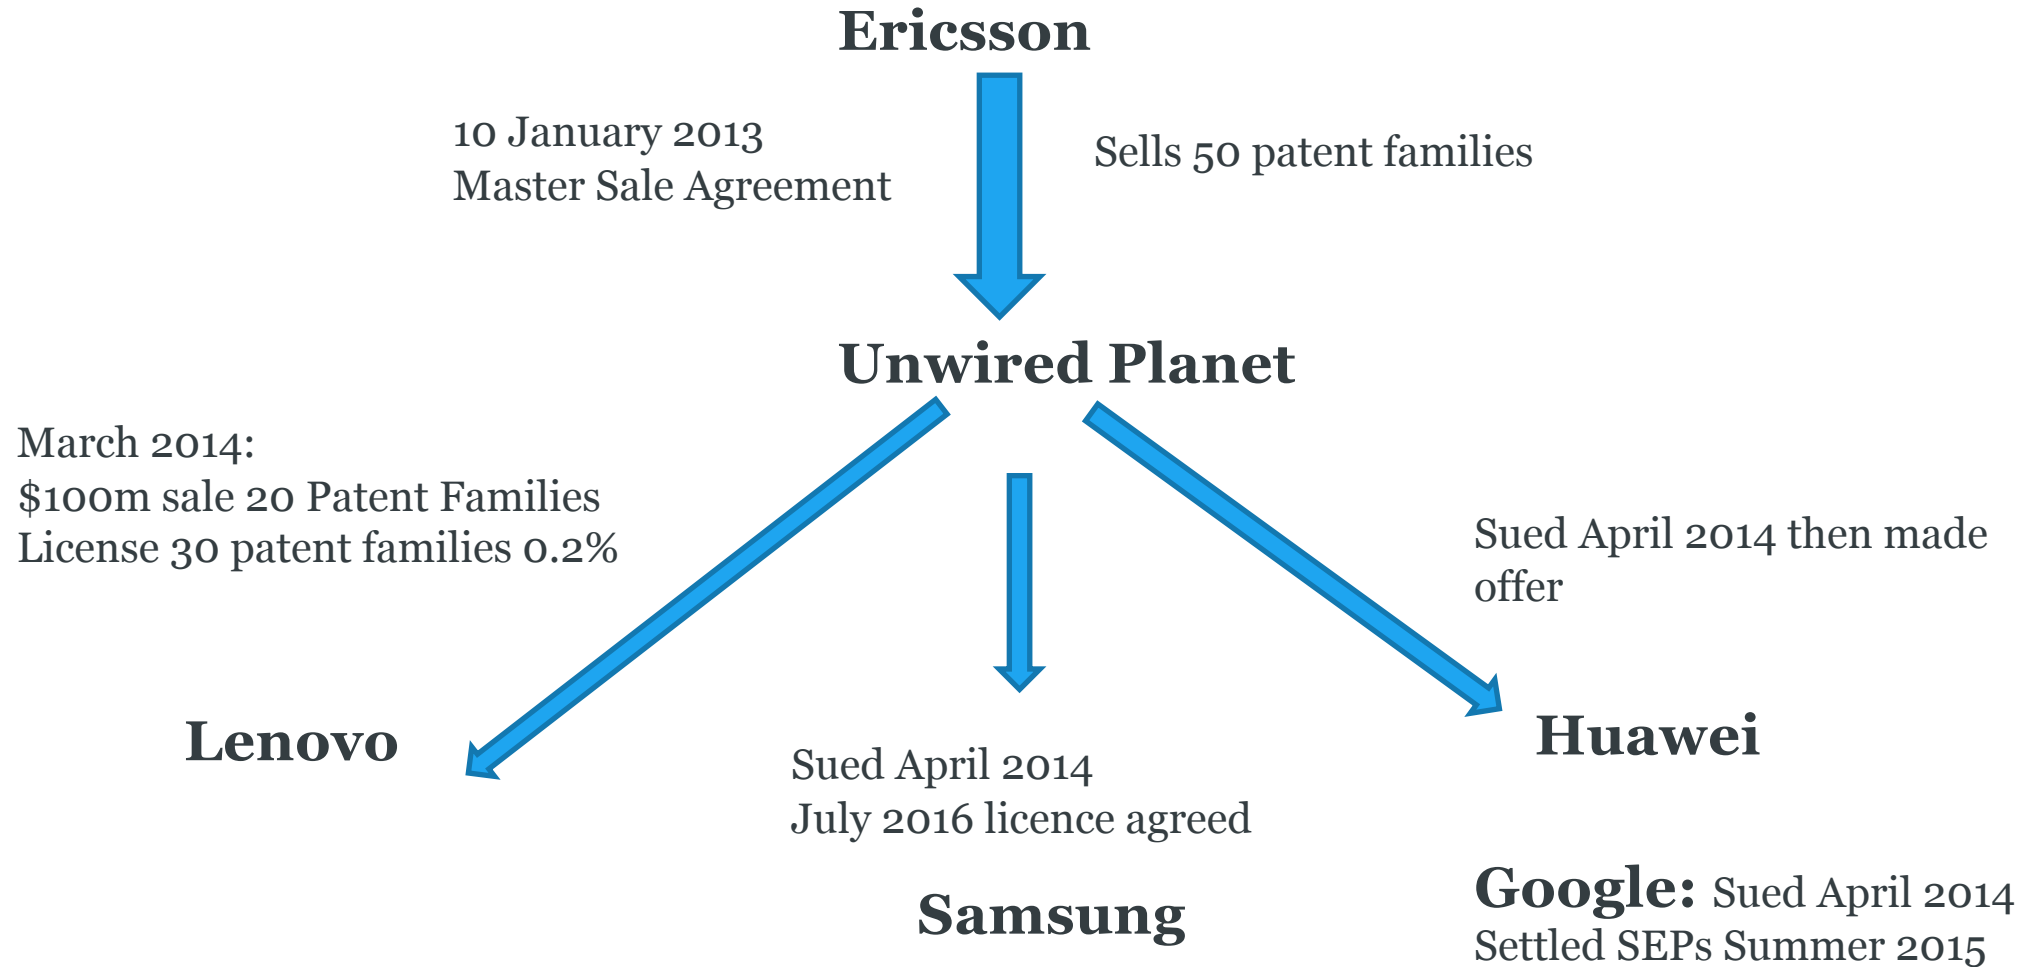 Ericsson
10 January 2013
Master Sale Agreement
Sells 50 patent families
Unwired Planet
March 2014:
$100m sale 20 Patent Families
License 30 patent families 0.2%
Sued April 2014 then made
offer
Lenovo
Huawei
Sued April 2014
July 2016 licence agreed
Samsung
Google: Sued April 2014
Settled SEPs Summer 2015